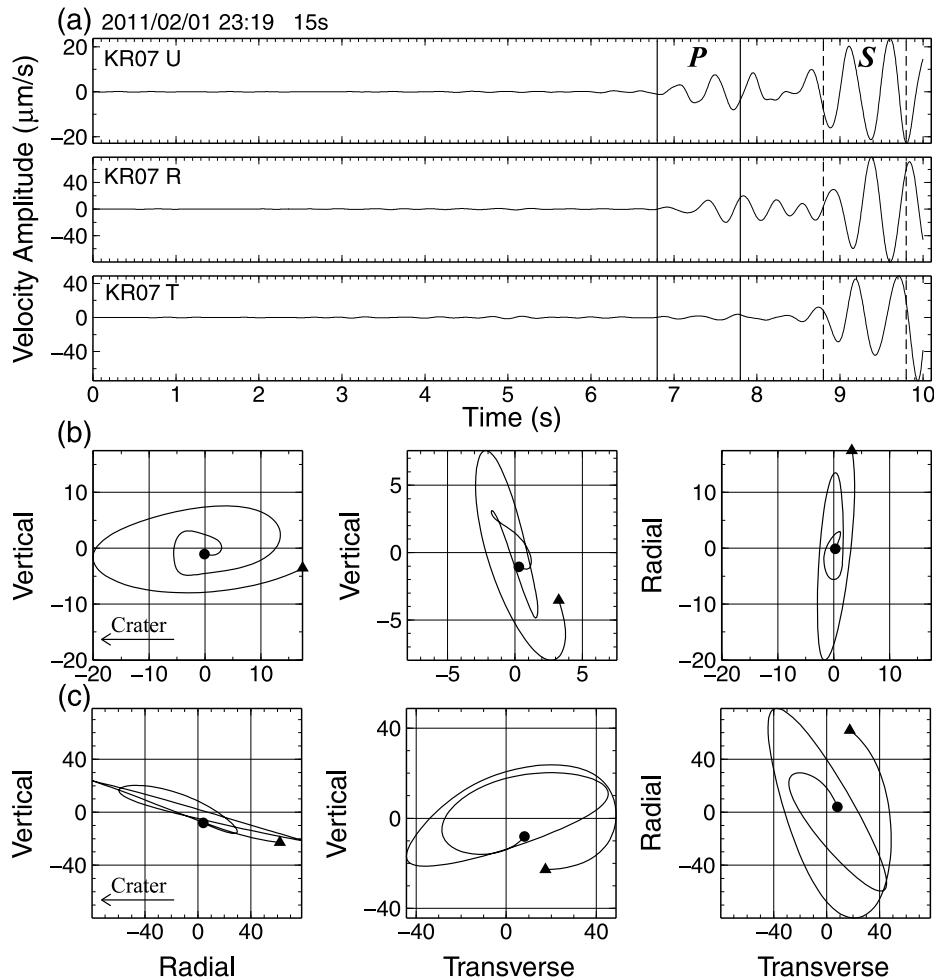 (a) 2011/02/01 23:19 15s
Velocity Amplitude (μm/s)
20
0
−20
KR07 U
P
S
40
0
−40
KR07 R
40
0
−40
KR07 T
0 1 2 3 4 5 6 7 8 9 10
Time (s)
(b)
Vertical
10
0
−10
−20
Crater
−20 −10 0 10
Vertical
5
0
−5
−5 0 5
Radial
10
0
−10
−20
−20 −10 0 10
(c)
Vertical
40
0
−40
Crater
−40 0 40
Radial
Vertical
40
0
−40
−40 0 40
Transverse
Radial
40
0
−40
−40 0 40
Transverse